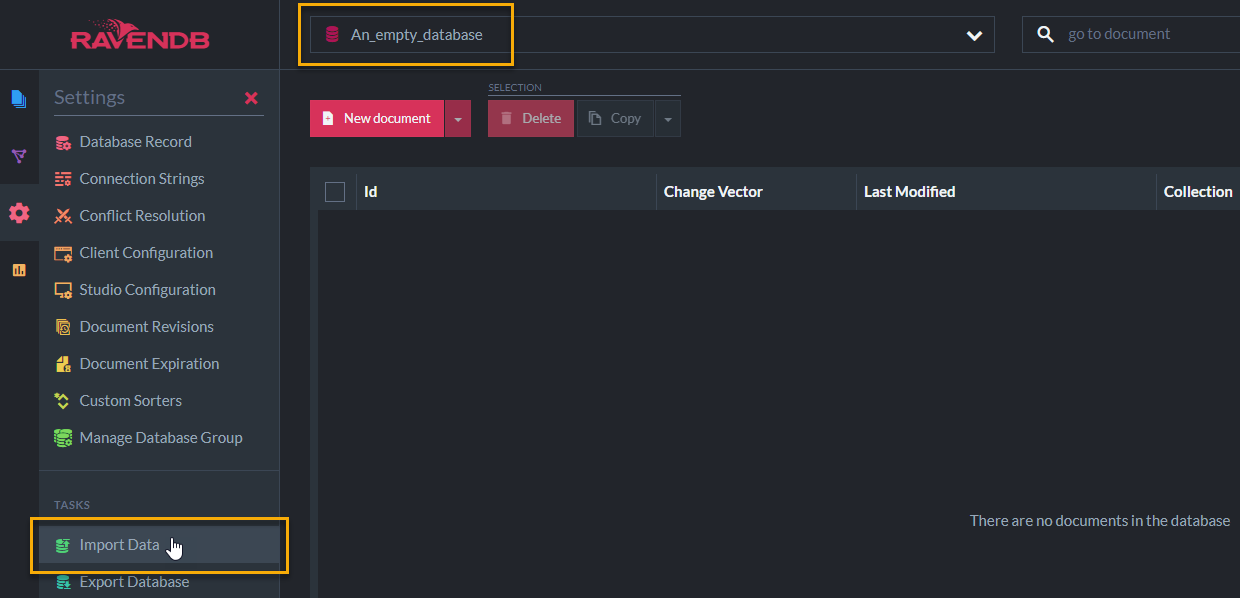 RAVENDB
An_empty_database
go to document
Settings
Database Record
Connection Strings
Conflict Resolution
Client Configuration
Studio Configuration
Document Revisions
Document Expiration
Custom Sorters
Manage Database Group
TASKS
Import Data
Export Database
SELECTION
New document
Delete
Copy
Id
Change Vector
Last Modified
Collection
There are no documents in the database